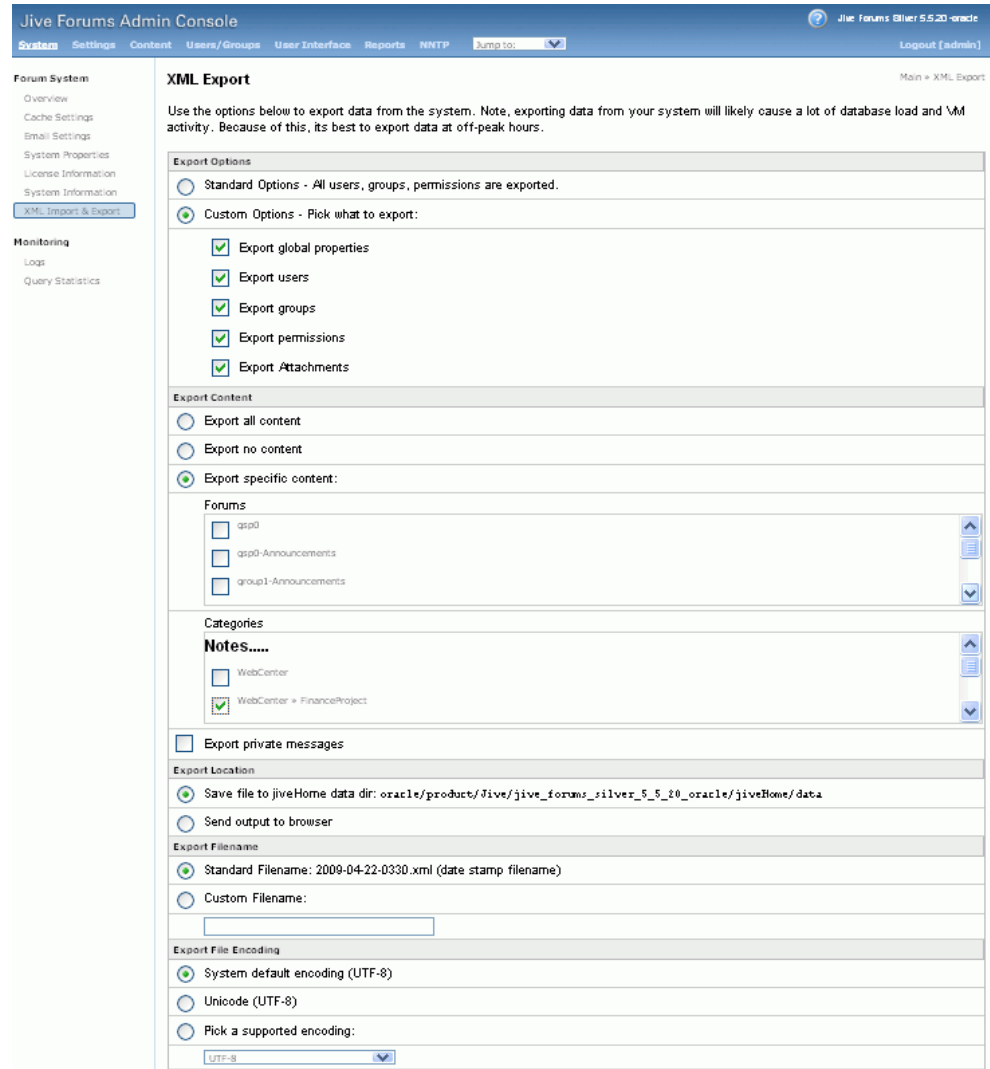 Jive Forums Admin Console
Jive Forums Silver 5.5.20-oracle
System Settings Content Users/Groups User Interface Reports NNTP Jump to:
Logout [admin]
Forum System
Overview
Cache Settings
Email Settings
System Properties
License Information
System Information
XML Import & Export
Monitoring
Logs
Query Statistics
XML Export
Main » XML Export
Use the options below to export data from the system. Note, exporting data from your system will likely cause a lot of database load and VM
activity. Because of this, its best to export data at off-peak hours.
Export Options
Standard Options - All users, groups, permissions are exported.
Custom Options - Pick what to export:
Export global properties
Export users
Export groups
Export permissions
Export Attachments
Export Content
Export all content
Export no content
Export specific content:
Forums
gsp0
gsp0-Announcements
group1-Announcements
Categories
Notes.....
WebCenter
WebCenter » FinanceProject
Export private messages
Export Location
Save file to jiveHome data dir: oracle/product/Jive/jive_forums_silver_5_5_20_oracle/jiveHome/data
Send output to browser
Export Filename
Standard Filename: 2009-04-22-0330.xml (date stamp filename)
Custom Filename:
Export File Encoding
System default encoding (UTF-8)
Unicode (UTF-8)
Pick a supported encoding:
UTF-8